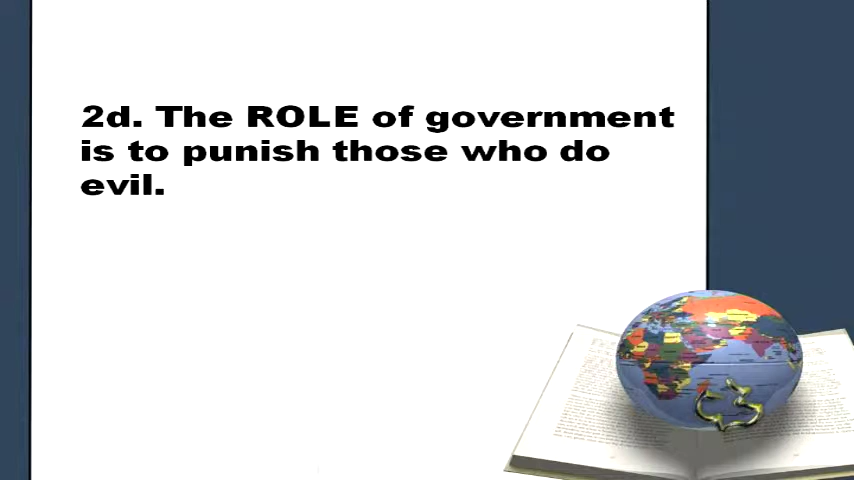 2d. The ROLE of government
is to punish those who do
evil.